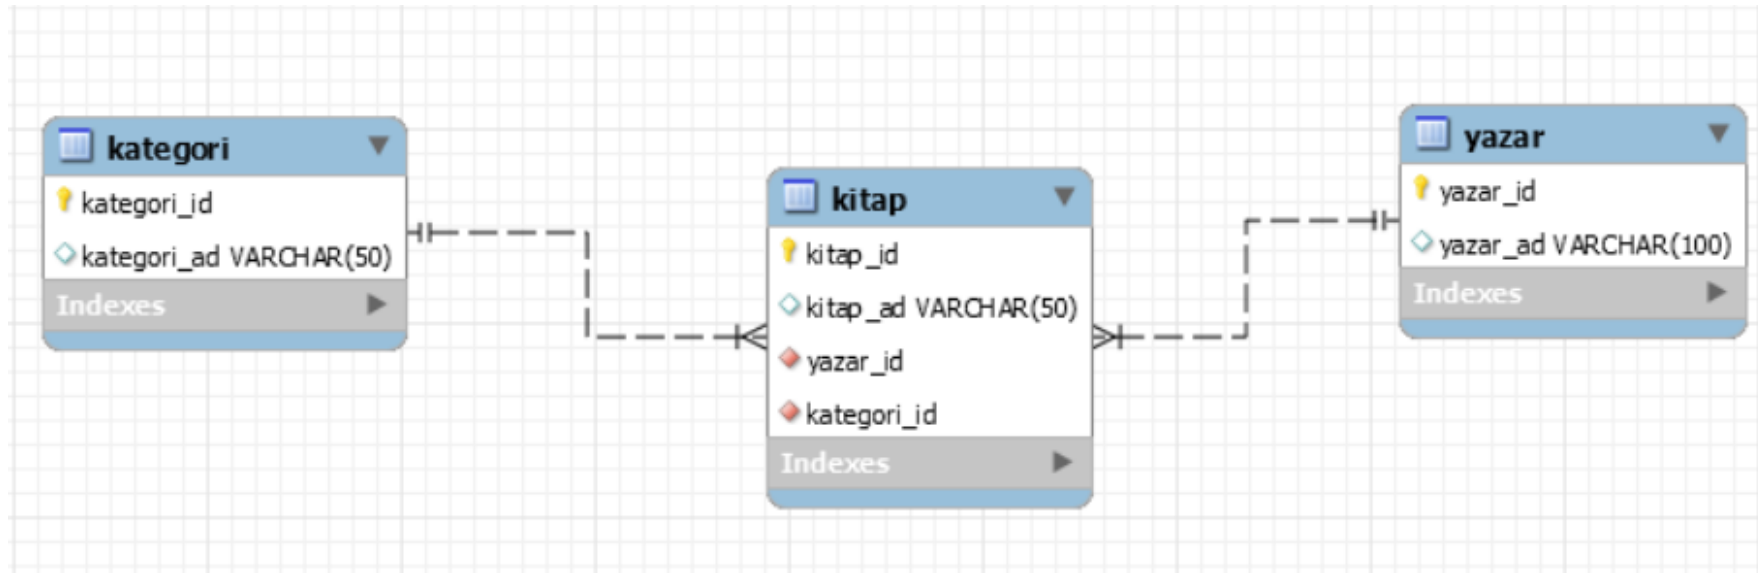 kategori
kategori_id
kategori_ad VARCHAR(50)
Indexes
kitap
kitap_id
kitap_ad VARCHAR(50)
yazar_id
kategori_id
Indexes
yazar
yazar_id
yazar_ad VARCHAR(100)
Indexes